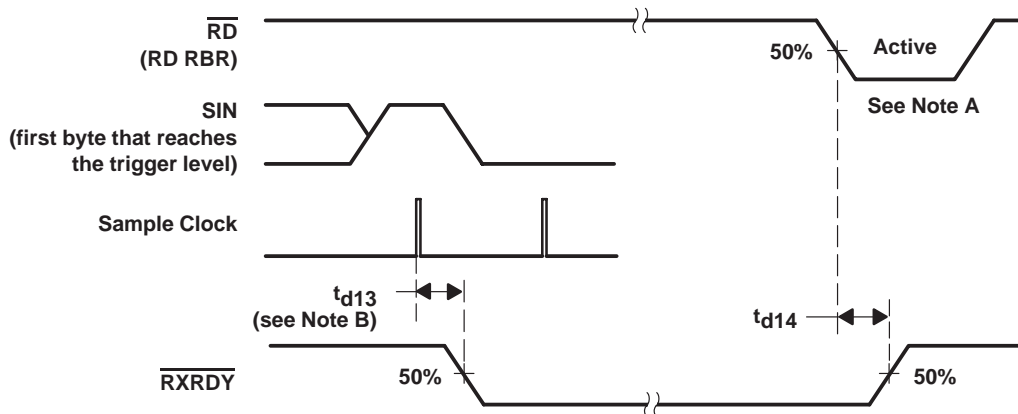 RD
(RD RBR)
50%
Active
See Note A
SIN
(first byte that reaches
the trigger level)
Sample Clock
td13
(see Note B)
td14
RXRDY
50%
50%